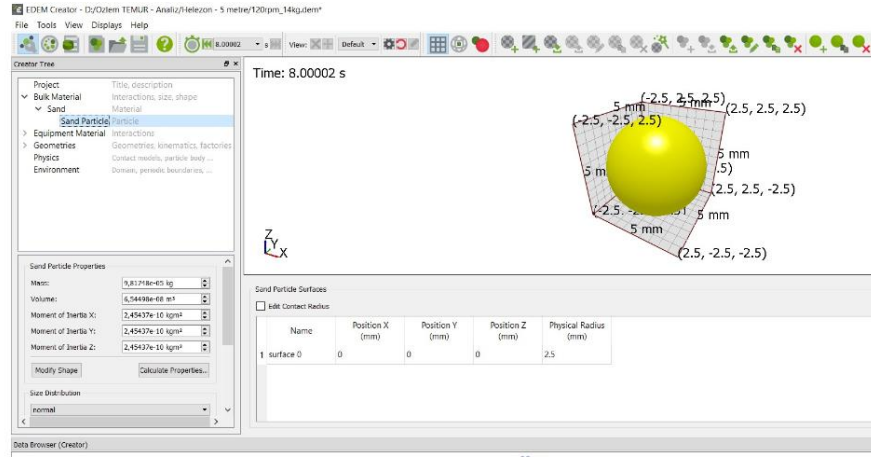 EDEM Creator - D:/Ozlem TEMUR - Analiz/Helezon - 5 metre/120rpm_14kg.dem*
File Tools View Displays Help
8.00002 s View: Default
Creator Tree
Project Title, description
Bulk Material Interactions, size, shape
Sand Material
Sand Particle Particle
Equipment Material Interactions
Geometries Geometries, kinematics, factories
Physics Contact models, particle body ...
Environment Domain, periodic boundaries, ...
Time: 8.00002 s
5 mm
(-2.5, 2.5, 2.5)
5 mm
(2.5, 2.5, 2.5)
(-2.5, -2.5, 2.5)
5 mm
.5)
5 m
(2.5, 2.5, -2.5)
5 mm
5 mm
(2.5, -2.5, -2.5)
Z
Y
X
Sand Particle Properties
Mass: 9,81748e-05 kg
Volume: 6,54498e-08 m³
Moment of Inertia X: 2,45437e-10 kgm²
Moment of Inertia Y: 2,45437e-10 kgm²
Moment of Inertia Z: 2,45437e-10 kgm²
Modify Shape Calculate Properties...
Size Distribution
normal
Sand Particle Surfaces
Edit Contact Radius
Name Position X (mm) Position Y (mm) Position Z (mm) Physical Radius (mm)
1 surface 0 0 0 0 2.5
Data Browser (Creator)